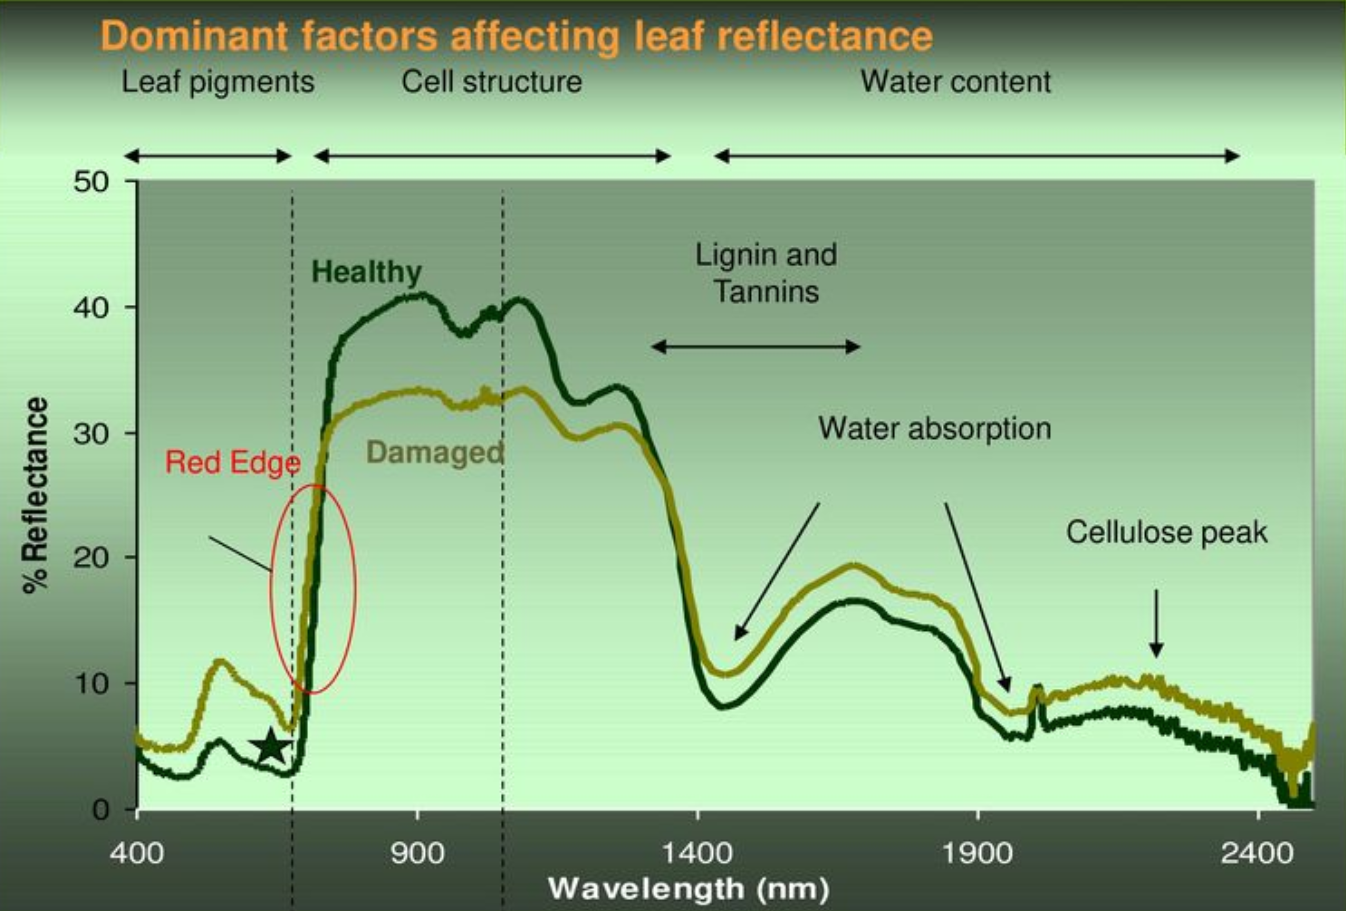 Dominant factors affecting leaf reflectance
Leaf pigments
Cell structure
Water content
50
40
30
20
10
0
% Reflectance
Healthy
Damaged
Red Edge
Lignin and
Tannins
Water absorption
Cellulose peak
400
900
1400
1900
2400
Wavelength (nm)